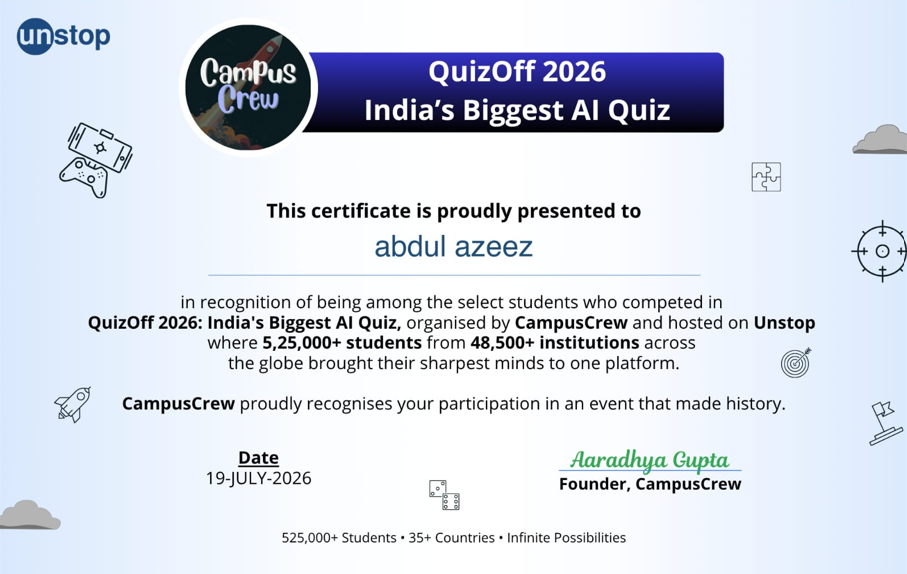 unstop
CamPus
Crew
QuizOff 2026
India’s Biggest AI Quiz
This certificate is proudly presented to
abdul azeez
in recognition of being among the select students who competed in
QuizOff 2026: India's Biggest AI Quiz, organised by CampusCrew and hosted on Unstop
where 5,25,000+ students from 48,500+ institutions across
the globe brought their sharpest minds to one platform.
CampusCrew proudly recognises your participation in an event that made history.
Date
19-JULY-2026
Aaradhya Gupta
Founder, CampusCrew
525,000+ Students • 35+ Countries • Infinite Possibilities